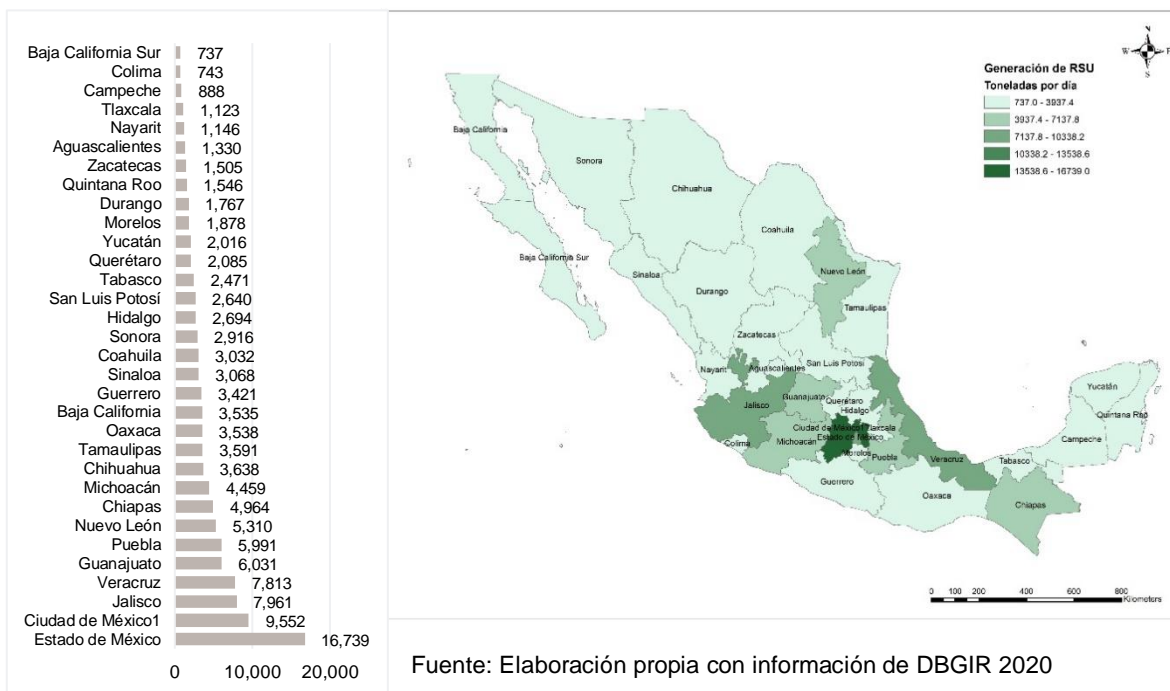 Baja California Sur 737
Colima 743
Campeche 888
Tlaxcala 1,123
Nayarit 1,146
Aguascalientes 1,330
Zacatecas 1,505
Quintana Roo 1,546
Durango 1,767
Morelos 1,878
Yucatán 2,016
Querétaro 2,085
Tabasco 2,471
San Luis Potosí 2,640
Hidalgo 2,694
Sonora 2,916
Coahuila 3,032
Sinaloa 3,068
Guerrero 3,421
Baja California 3,535
Oaxaca 3,538
Tamaulipas 3,591
Chihuahua 3,638
Michoacán 4,459
Chiapas 4,964
Nuevo León 5,310
Puebla 5,991
Guanajuato 6,031
Veracruz 7,813
Jalisco 7,961
Ciudad de México1 9,552
Estado de México 16,739
0 10,000 20,000
N
W E
S
Generación de RSU
Toneladas por día
737.0 - 3937.4
3937.4 - 7137.8
7137.8 - 10338.2
10338.2 - 13538.6
13538.6 - 16739.0
Baja California
Sonora
Chihuahua
Coahuila
Baja California Sur
Sinaloa
Nuevo León
Durango
Tamaulipas
Zacatecas
San Luis Potosí
Nayarit
Aguascalientes
Yucatán
Jalisco
Guanajuato
Querétaro
Hidalgo
Quintana Roo
Ciudad de México1
Tlaxcala
Estado de México
Campeche
Colima
Michoacán
Morelos
Puebla
Veracruz
Tabasco
Guerrero
Oaxaca
Chiapas
0 100 200 400 600 800
Kilometers
Fuente: Elaboración propia con información de DBGIR 2020